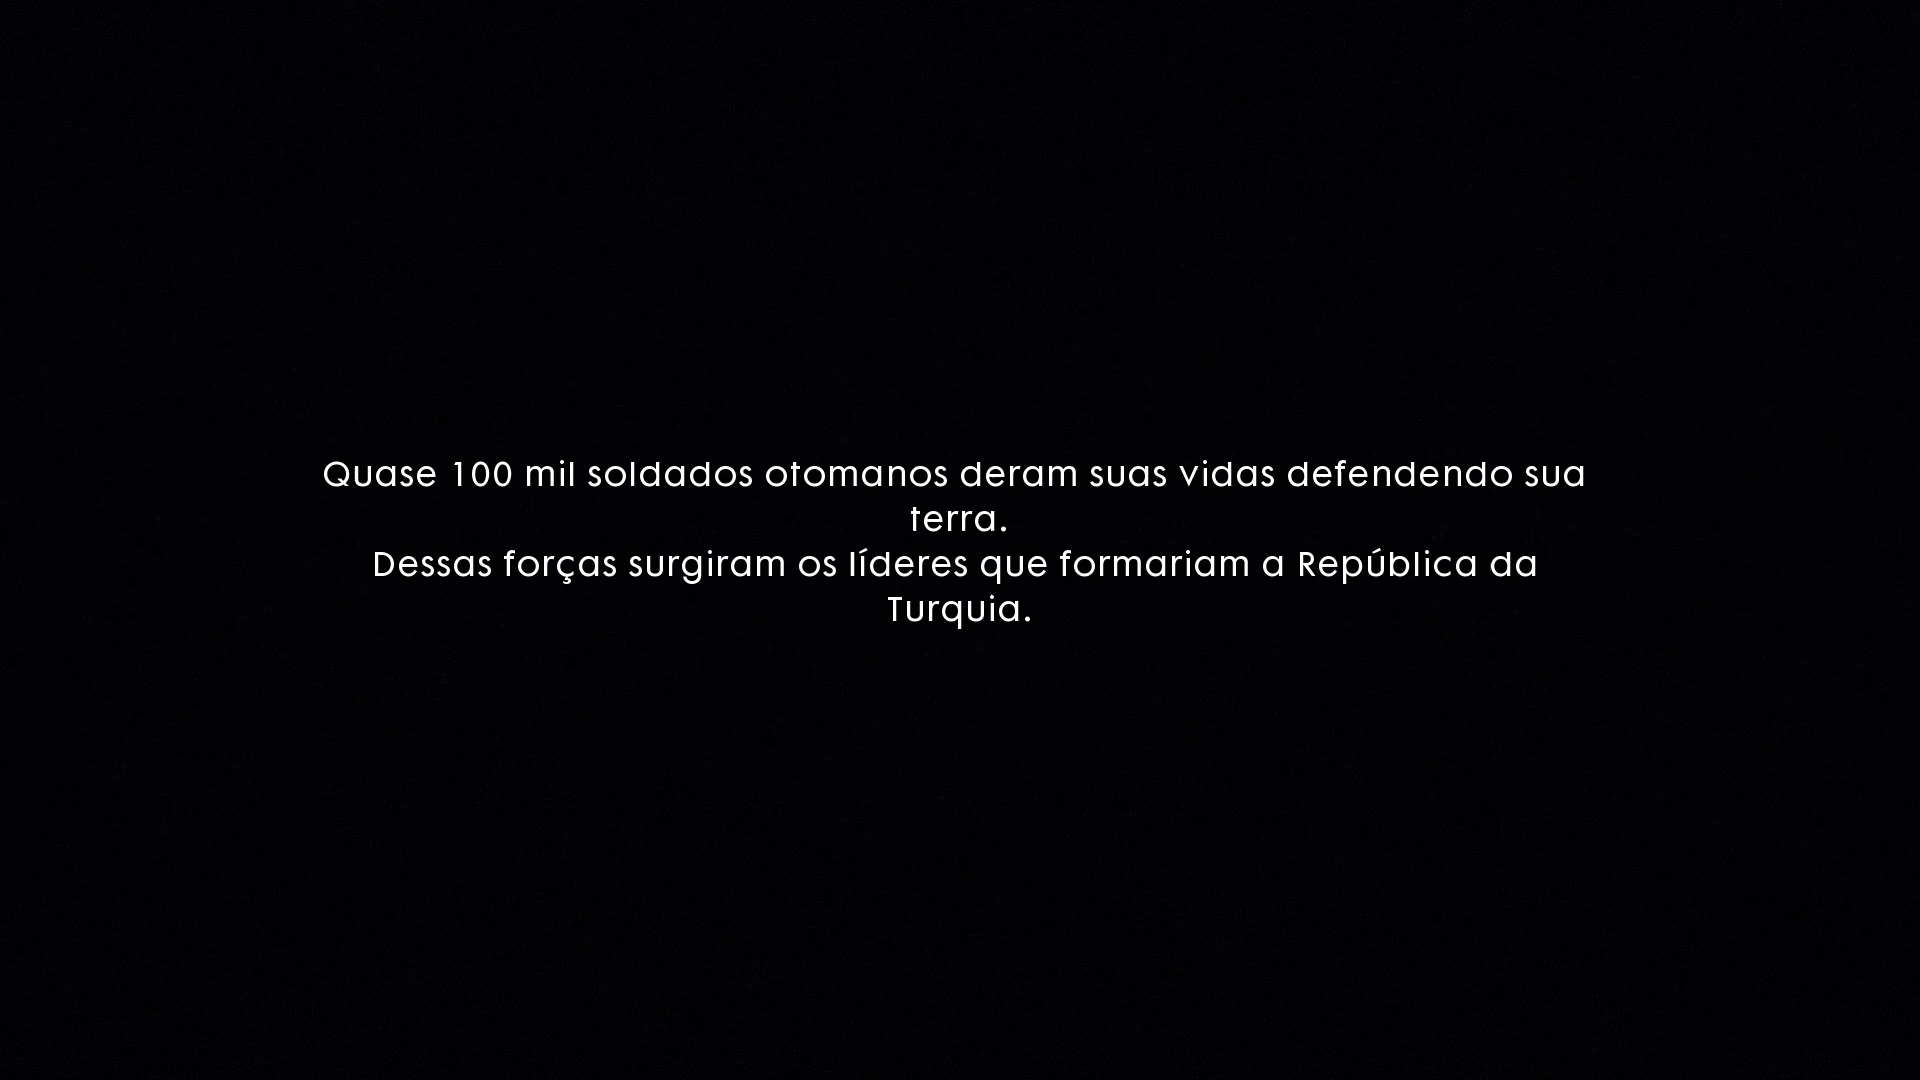 Quase 100 mil soldados otomanos deram suas vidas defendendo sua
terra.
Dessas forças surgiram os líderes que formariam a República da
Turquia.